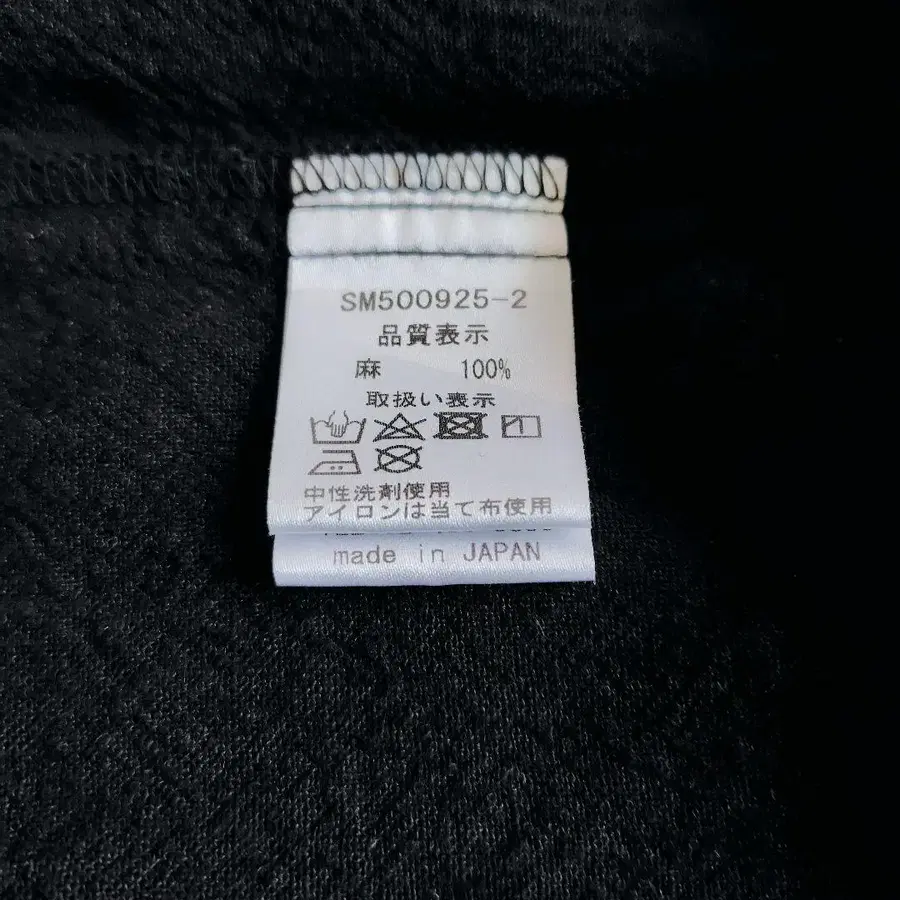 SM500925-2
品質表示
麻 100%
取扱い表示
中性洗剤使用
アイロンは当て布使用
made in JAPAN